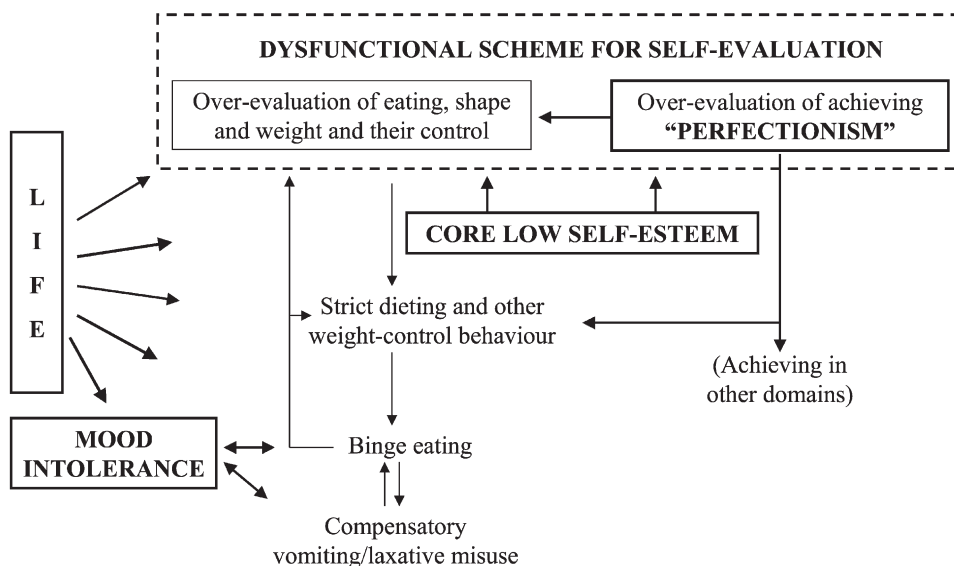 DYSFUNCTIONAL SCHEME FOR SELF-EVALUATION
Over-evaluation of eating, shape
and weight and their control
Over-evaluation of achieving
“PERFECTIONISM”
L
I
F
E
CORE LOW SELF-ESTEEM
Strict dieting and other
weight-control behaviour
(Achieving in
other domains)
MOOD
INTOLERANCE
Binge eating
Compensatory
vomiting/laxative misuse